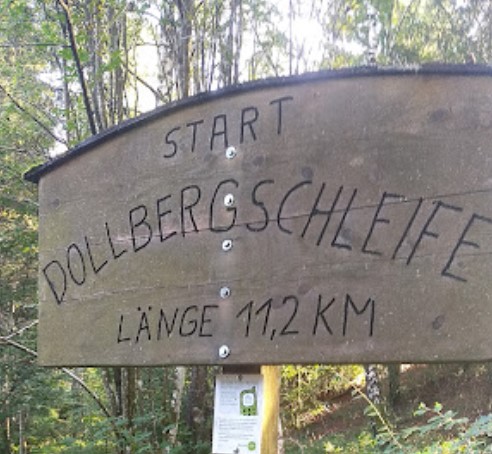 START
DOLLBERGSCHLEIFE
LÄNGE 11,2 KM